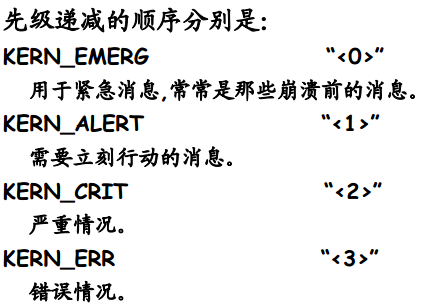 先级递减的顺序分别是:
KERN_EMERG “<0>”
用于紧急消息,常常是那些崩溃前的消息。
KERN_ALERT “<1>”
需要立刻行动的消息。
KERN_CRIT “<2>”
严重情况。
KERN_ERR “<3>”
错误情况。